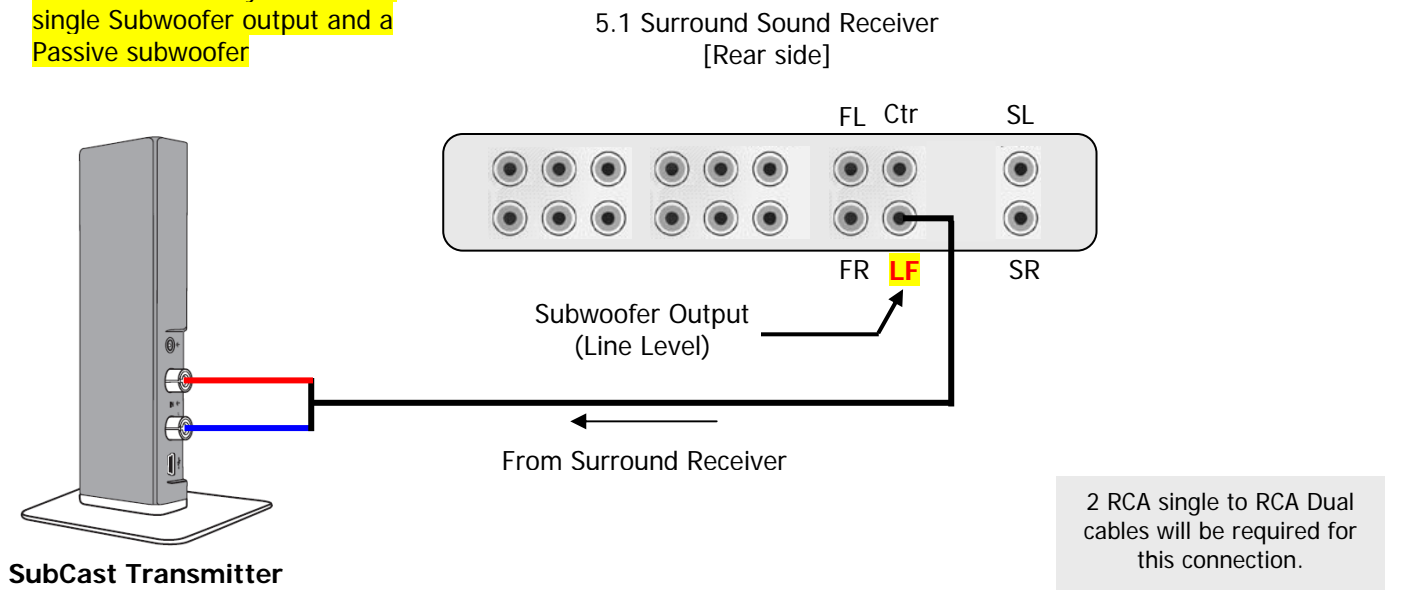 single Subwoofer output and a
Passive subwoofer
5.1 Surround Sound Receiver
[Rear side]
FL Ctr SL
FR LF SR
Subwoofer Output
(Line Level)
From Surround Receiver
2 RCA single to RCA Dual
cables will be required for
this connection.
SubCast Transmitter